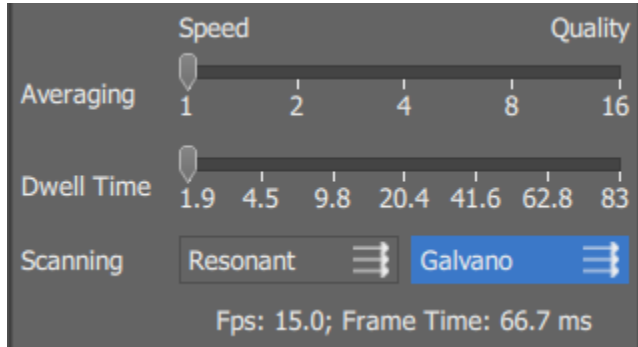 Speed Quality
Averaging
1 2 4 8 16
Dwell Time
1.9 4.5 9.8 20.4 41.6 62.8 83
Scanning Resonant Galvano
Fps: 15.0; Frame Time: 66.7 ms